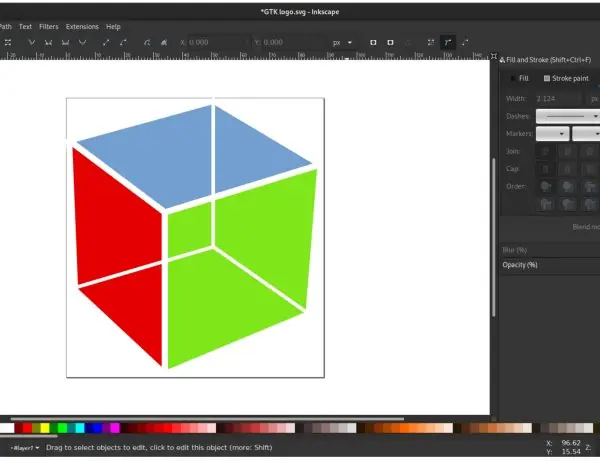 *GTK logo.svg - Inkscape
Path Text Filters Extensions Help
X: 0.000 Y: 0.000 px
Fill and Stroke (Shift+Ctrl+F)
Fill Stroke paint
Width: 2.124 px
Dashes:
Markers:
Join:
Cap:
Order:
Blend mo
Blur (%)
Opacity (%)
Layer1 Drag to select objects to edit, click to edit this object (more: Shift)
X: 96.62 Z:
Y: 15.54